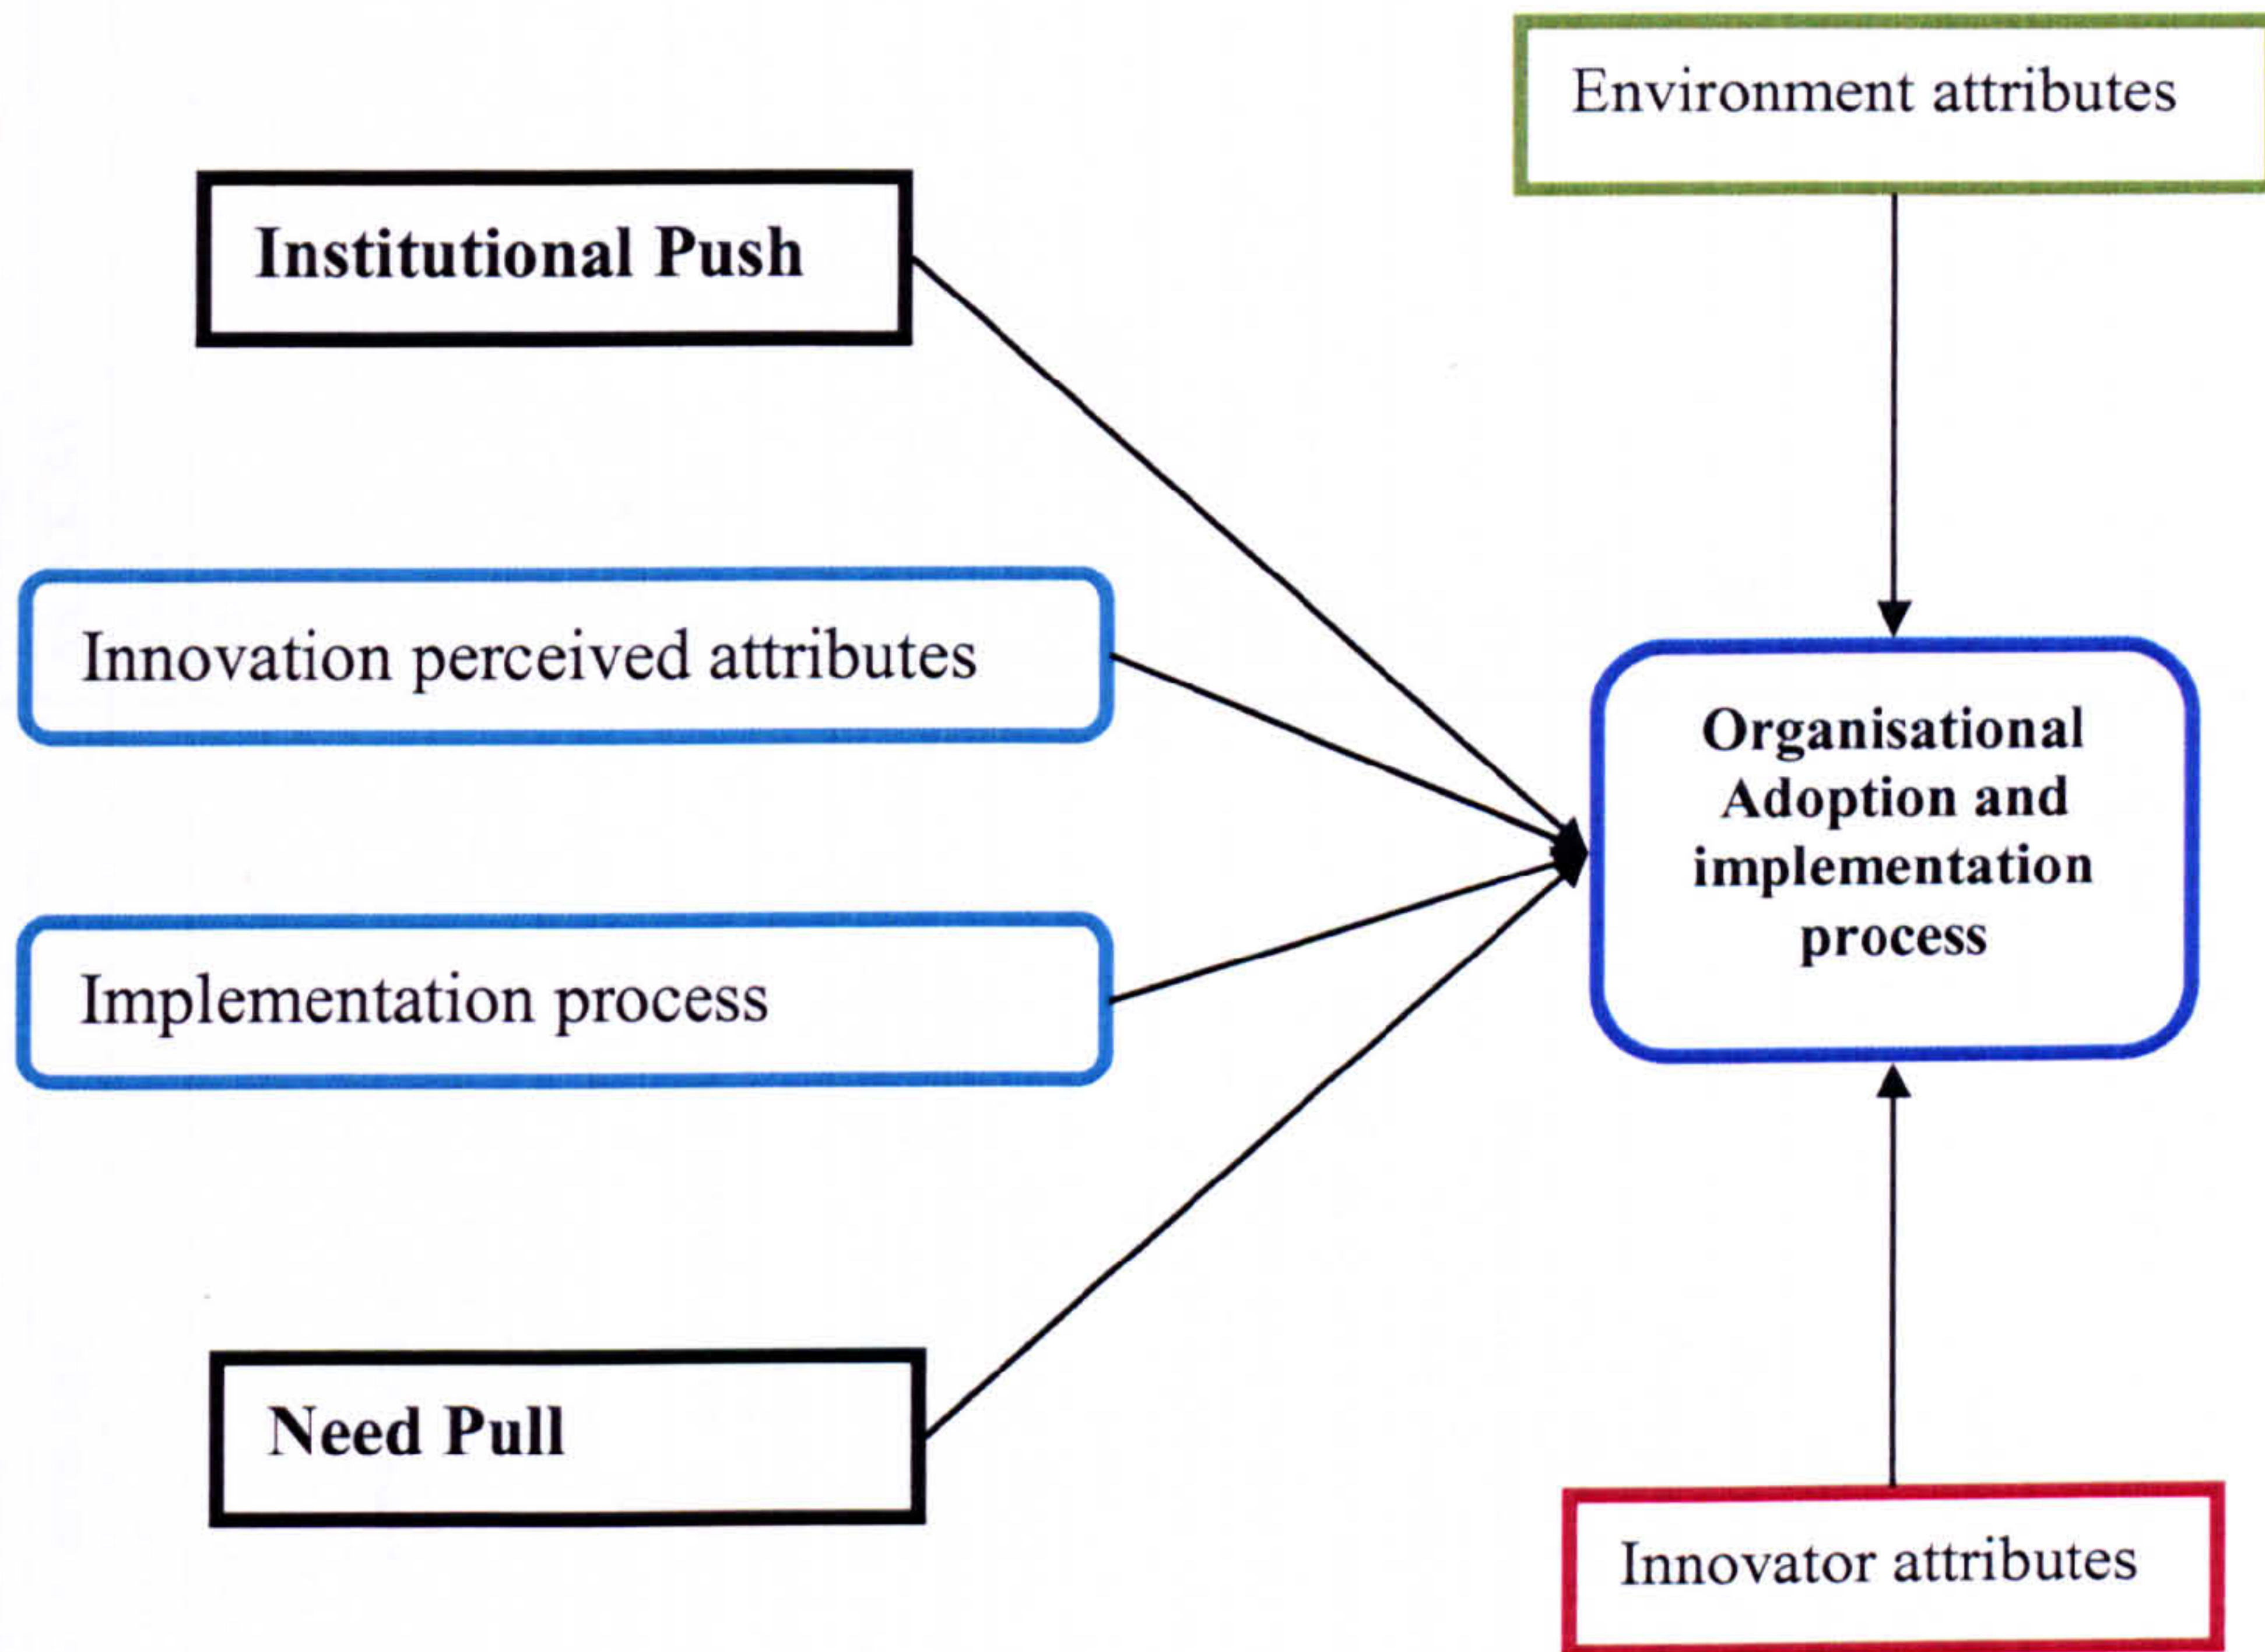 Environment attributes
Institutional Push
Innovation perceived attributes
Organisational
Adoption and
implementation
process
Implementation process
Need Pull
Innovator attributes